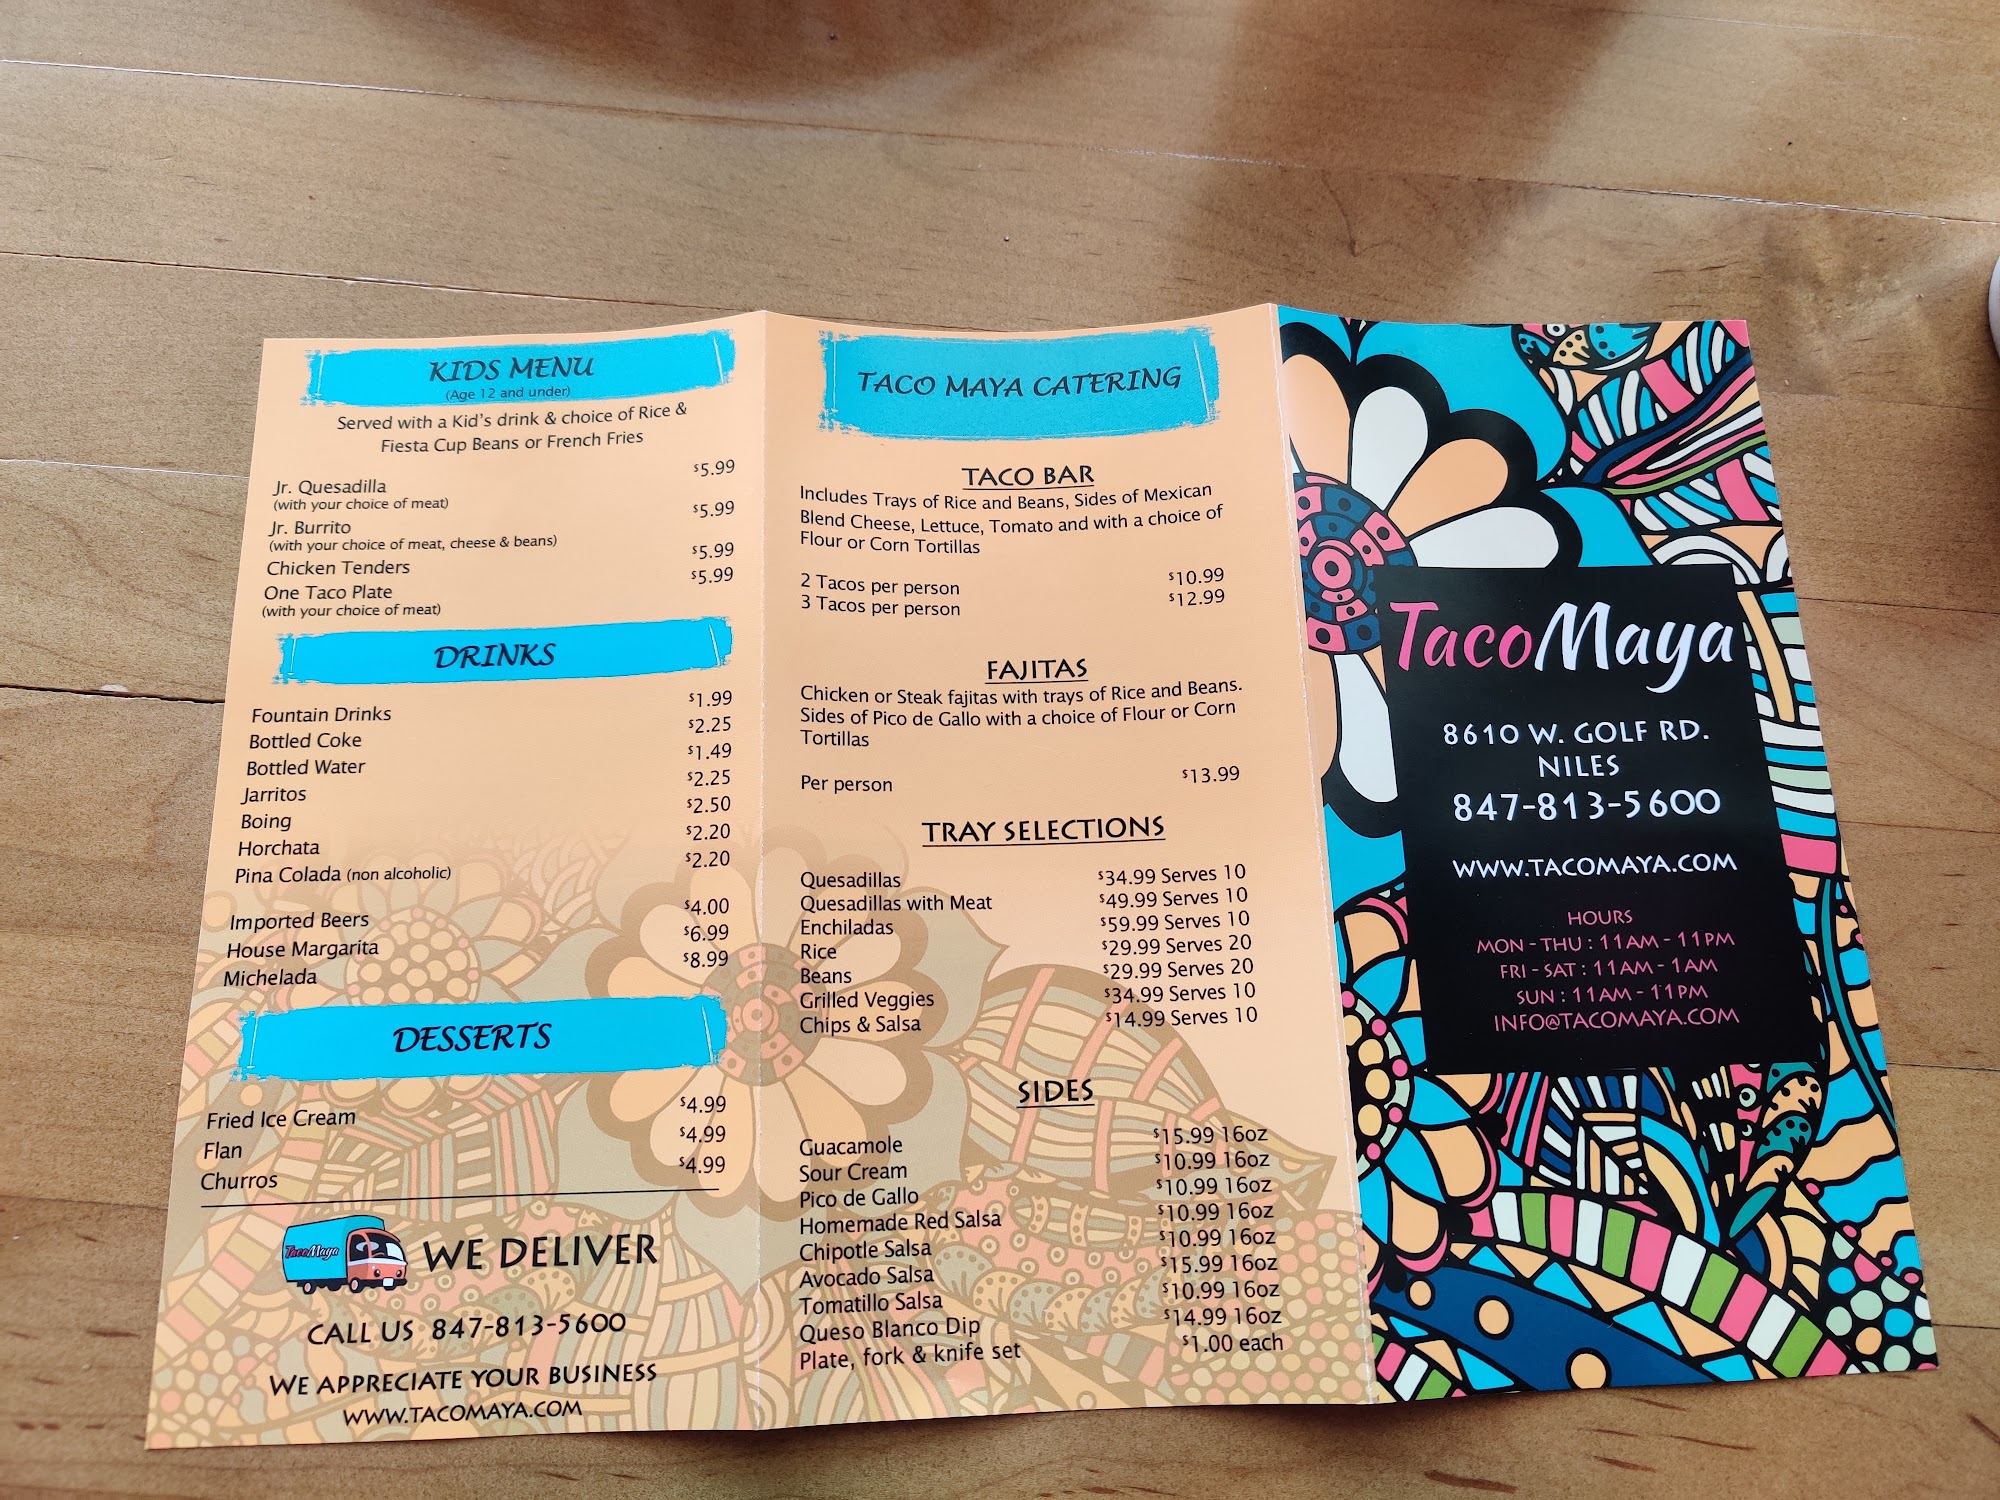 KIDS MENU
(Age 12 and under)
Served with a Kid's drink & choice of Rice &
Fiesta Cup Beans or French Fries
Jr. Quesadilla $5.99
(with your choice of meat)
Jr. Burrito $5.99
(with your choice of meat, cheese & beans)
Chicken Tenders $5.99
One Taco Plate $5.99
(with your choice of meat)
DRINKS
Fountain Drinks $1.99
Bottled Coke $2.25
Bottled Water $1.49
Jarritos $2.25
Boing $2.50
Horchata $2.20
Pina Colada (non alcoholic) $2.20
Imported Beers $4.00
House Margarita $6.99
Michelada $8.99
DESSERTS
Fried Ice Cream $4.99
Flan $4.99
Churros $4.99
TacoMaya
WE DELIVER
CALL US 847-813-5600
WE APPRECIATE YOUR BUSINESS
WWW.TACOMAYA.COM
TACO MAYA CATERING
TACO BAR
Includes Trays of Rice and Beans, Sides of Mexican
Blend Cheese, Lettuce, Tomato and with a choice of
Flour or Corn Tortillas
2 Tacos per person $10.99
3 Tacos per person $12.99
FAJITAS
Chicken or Steak fajitas with trays of Rice and Beans.
Sides of Pico de Gallo with a choice of Flour or Corn
Tortillas
Per person $13.99
TRAY SELECTIONS
Quesadillas $34.99 Serves 10
Quesadillas with Meat $49.99 Serves 10
Enchiladas $59.99 Serves 10
Rice $29.99 Serves 20
Beans $29.99 Serves 20
Grilled Veggies $34.99 Serves 10
Chips & Salsa $14.99 Serves 10
SIDES
Guacamole $15.99 16oz
Sour Cream $10.99 16oz
Pico de Gallo $10.99 16oz
Homemade Red Salsa $10.99 16oz
Chipotle Salsa $10.99 16oz
Avocado Salsa $15.99 16oz
Tomatillo Salsa $10.99 16oz
Queso Blanco Dip $14.99 16oz
Plate, fork & knife set $1.00 each
TacoMaya
8610 W. GOLF RD.
NILES
847-813-5600
WWW.TACOMAYA.COM
HOURS
MON - THU : 11AM - 11PM
FRI - SAT : 11AM - 1AM
SUN : 11AM - 11PM
INFO@TACOMAYA.COM